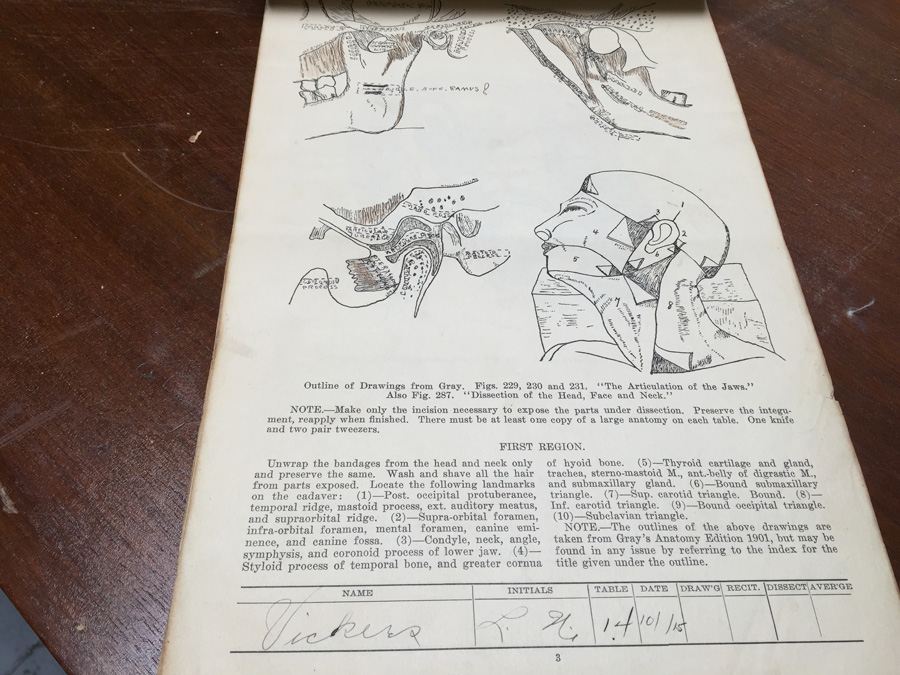 PROCESS
4
5
1
2
6
8
Outline of Drawings from Gray. Figs. 229, 230 and 231. "The Articulation of the Jaws."
Also Fig. 287. "Dissection of the Head, Face and Neck."
NOTE.—Make only the incision necessary to expose the parts under dissection. Preserve the integu-
ment, reapply when finished. There must be at least one copy of a large anatomy on each table. One knife
and two pair tweezers.
FIRST REGION.
Unwrap the bandages from the head and neck only
and preserve the same. Wash and shave all the hair
from parts exposed. Locate the following landmarks
on the cadaver: (1)—Post. occipital protuberance,
temporal ridge, mastoid process, ext. auditory meatus,
and supraorbital ridge. (2)—Supra-orbital foramen,
infra-orbital foramen, mental foramen, canine emi-
nence, and canine fossa. (3)—Condyle, neck, angle,
symphysis, and coronoid process of lower jaw. (4)—
Styloid process of temporal bone, and greater cornua
of hyoid bone. (5)—Thyroid cartilage and gland,
trachea, sterno-mastoid M., ant.-belly of digrastic M.,
and submaxillary gland. (6)—Bound submaxillary
triangle. (7)—Sup. carotid triangle. Bound. (8)—
Inf. carotid triangle. (9)—Bound occipital triangle.
(10)—Subclavian triangle.
NOTE.—The outlines of the above drawings are
taken from Gray's Anatomy Edition 1901, but may be
found in any issue by referring to the index for the
title given under the outline.
NAME INITIALS TABLE DATE DRAW'G RECIT. DISSECT AVER'GE
Vickers L. N. 14 10/15
3